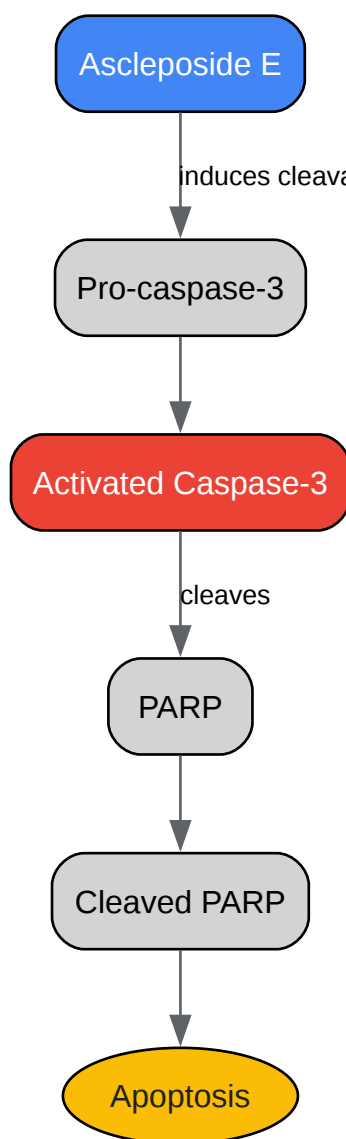 Ascleposide E
induces cleava
Pro-caspase-3
Activated Caspase-3
cleaves
PARP
Cleaved PARP
Apoptosis